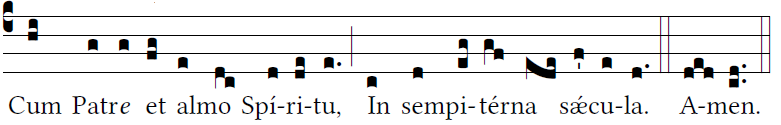 Cum Patre et almo Spí-ri-tu, In sempi-térna sǽcu-la. A-men.